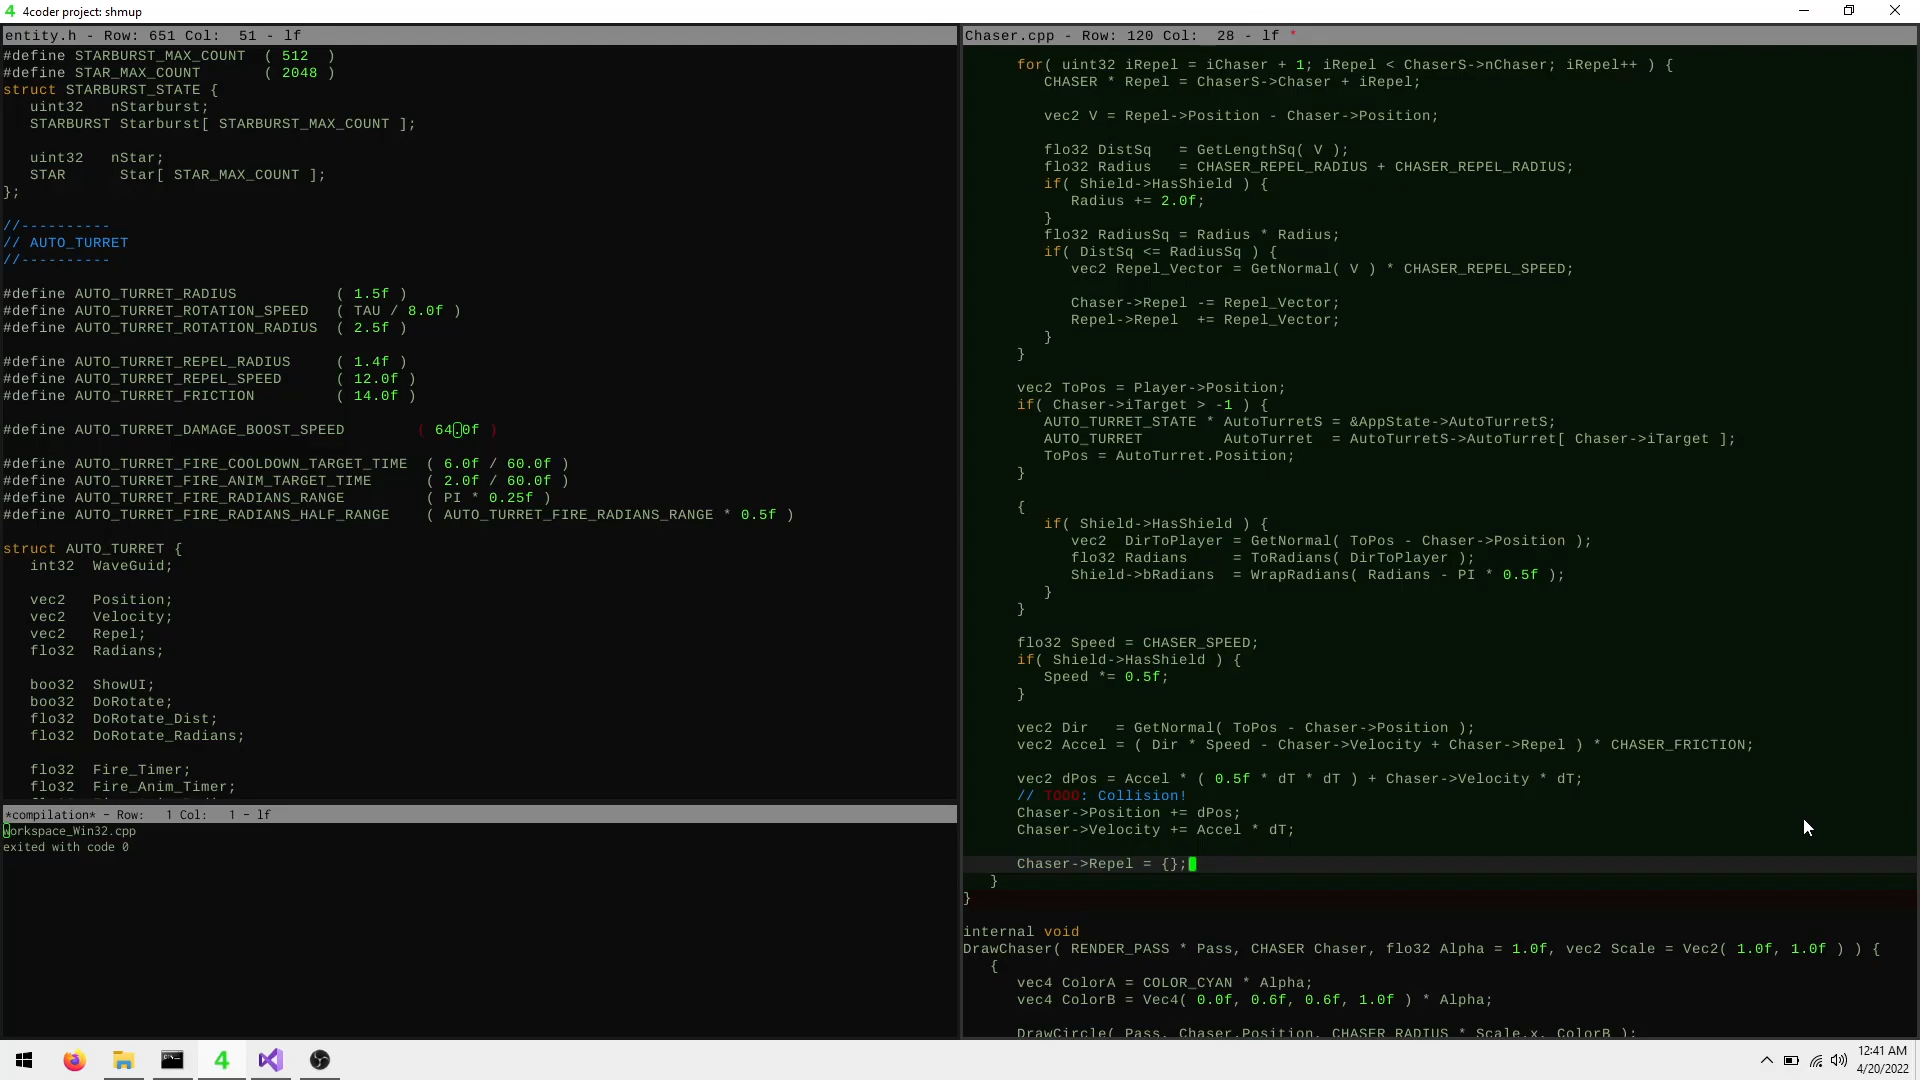 4 4coder project: shmup
entity.h - Row: 651 Col:  51 - lf
#define STARBURST_MAX_COUNT  ( 512  )
#define STAR_MAX_COUNT       ( 2048 )
struct STARBURST_STATE {
   uint32   nStarburst;
   STARBURST Starburst[ STARBURST_MAX_COUNT ];
   uint32   nStar;
   STAR      Star[ STAR_MAX_COUNT ];
};
//----------
// AUTO_TURRET
//----------
#define AUTO_TURRET_RADIUS           ( 1.5f )
#define AUTO_TURRET_ROTATION_SPEED   ( TAU / 8.0f )
#define AUTO_TURRET_ROTATION_RADIUS  ( 2.5f )
#define AUTO_TURRET_REPEL_RADIUS     ( 1.4f )
#define AUTO_TURRET_REPEL_SPEED      ( 12.0f )
#define AUTO_TURRET_FRICTION         ( 14.0f )
#define AUTO_TURRET_DAMAGE_BOOST_SPEED        ( 64.0f )
#define AUTO_TURRET_FIRE_COOLDOWN_TARGET_TIME  ( 6.0f / 60.0f )
#define AUTO_TURRET_FIRE_ANIM_TARGET_TIME      ( 2.0f / 60.0f )
#define AUTO_TURRET_FIRE_RADIANS_RANGE         ( PI * 0.25f )
#define AUTO_TURRET_FIRE_RADIANS_HALF_RANGE    ( AUTO_TURRET_FIRE_RADIANS_RANGE * 0.5f )
struct AUTO_TURRET {
   int32  WaveGuid;
   vec2   Position;
   vec2   Velocity;
   vec2   Repel;
   flo32  Radians;
   boo32  ShowUI;
   boo32  DoRotate;
   flo32  DoRotate_Dist;
   flo32  DoRotate_Radians;
   flo32  Fire_Timer;
   flo32  Fire_Anim_Timer;
*compilation* - Row:   1 Col:   1 - lf
workspace_Win32.cpp
exited with code 0
Chaser.cpp - Row: 120 Col:  28 - lf *
      for( uint32 iRepel = iChaser + 1; iRepel < ChaserS->nChaser; iRepel++ ) {
         CHASER * Repel = ChaserS->Chaser + iRepel;
         vec2 V = Repel->Position - Chaser->Position;
         flo32 DistSq   = GetLengthSq( V );
         flo32 Radius   = CHASER_REPEL_RADIUS + CHASER_REPEL_RADIUS;
         if( Shield->HasShield ) {
            Radius += 2.0f;
         }
         flo32 RadiusSq = Radius * Radius;
         if( DistSq <= RadiusSq ) {
            vec2 Repel_Vector = GetNormal( V ) * CHASER_REPEL_SPEED;
            Chaser->Repel -= Repel_Vector;
            Repel->Repel  += Repel_Vector;
         }
      }
      vec2 ToPos = Player->Position;
      if( Chaser->iTarget > -1 ) {
         AUTO_TURRET_STATE * AutoTurretS = &AppState->AutoTurretS;
         AUTO_TURRET         AutoTurret  = AutoTurretS->AutoTurret[ Chaser->iTarget ];
         ToPos = AutoTurret.Position;
      }
      {
         if( Shield->HasShield ) {
            vec2  DirToPlayer = GetNormal( ToPos - Chaser->Position );
            flo32 Radians     = ToRadians( DirToPlayer );
            Shield->bRadians  = WrapRadians( Radians - PI * 0.5f );
         }
      }
      flo32 Speed = CHASER_SPEED;
      if( Shield->HasShield ) {
         Speed *= 0.5f;
      }
      vec2 Dir   = GetNormal( ToPos - Chaser->Position );
      vec2 Accel = ( Dir * Speed - Chaser->Velocity + Chaser->Repel ) * CHASER_FRICTION;
      vec2 dPos = Accel * ( 0.5f * dT * dT ) + Chaser->Velocity * dT;
      // TODO: Collision!
      Chaser->Position += dPos;
      Chaser->Velocity += Accel * dT;
      Chaser->Repel = {};
   }
}
internal void
DrawChaser( RENDER_PASS * Pass, CHASER Chaser, flo32 Alpha = 1.0f, vec2 Scale = Vec2( 1.0f, 1.0f ) ) {
   {
      vec4 ColorA = COLOR_CYAN * Alpha;
      vec4 ColorB = Vec4( 0.0f, 0.6f, 0.6f, 1.0f ) * Alpha;
      DrawCircle( Pass, Chaser.Position, CHASER_RADIUS * Scale.x, ColorB );
4
12:41 AM
4/20/2022